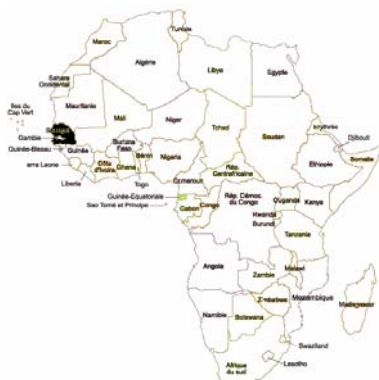 Tunisie
Maroc
Algérie
Libye
Egypte
Sahara
Occidental
Iles du
Cap Vert
Mauritanie
Mali
Niger
Tchad
Soudan
Erythrée
Djibouti
Gambie
Guinée-Bissau
Guinée
Burkina
Faso
Bénin
Nigeria
Côte
d'Ivoire
Ghana
erra Leone
Liberia
Togo
Cameroun
Rép.
Centrafricaine
Ethiopie
Somalie
Guinée-Equatoriale
Sao Tomé et Principe
Gabon
Congo
Rép. Démoc.
du Congo
Ouganda
Kenya
Rwanda
Burundi
Tanzanie
Angola
Zambie
Malawi
Mozambique
Zimbabwe
Madagascar
Namibie
Botswana
Swaziland
Lesotho
Afrique
du sud